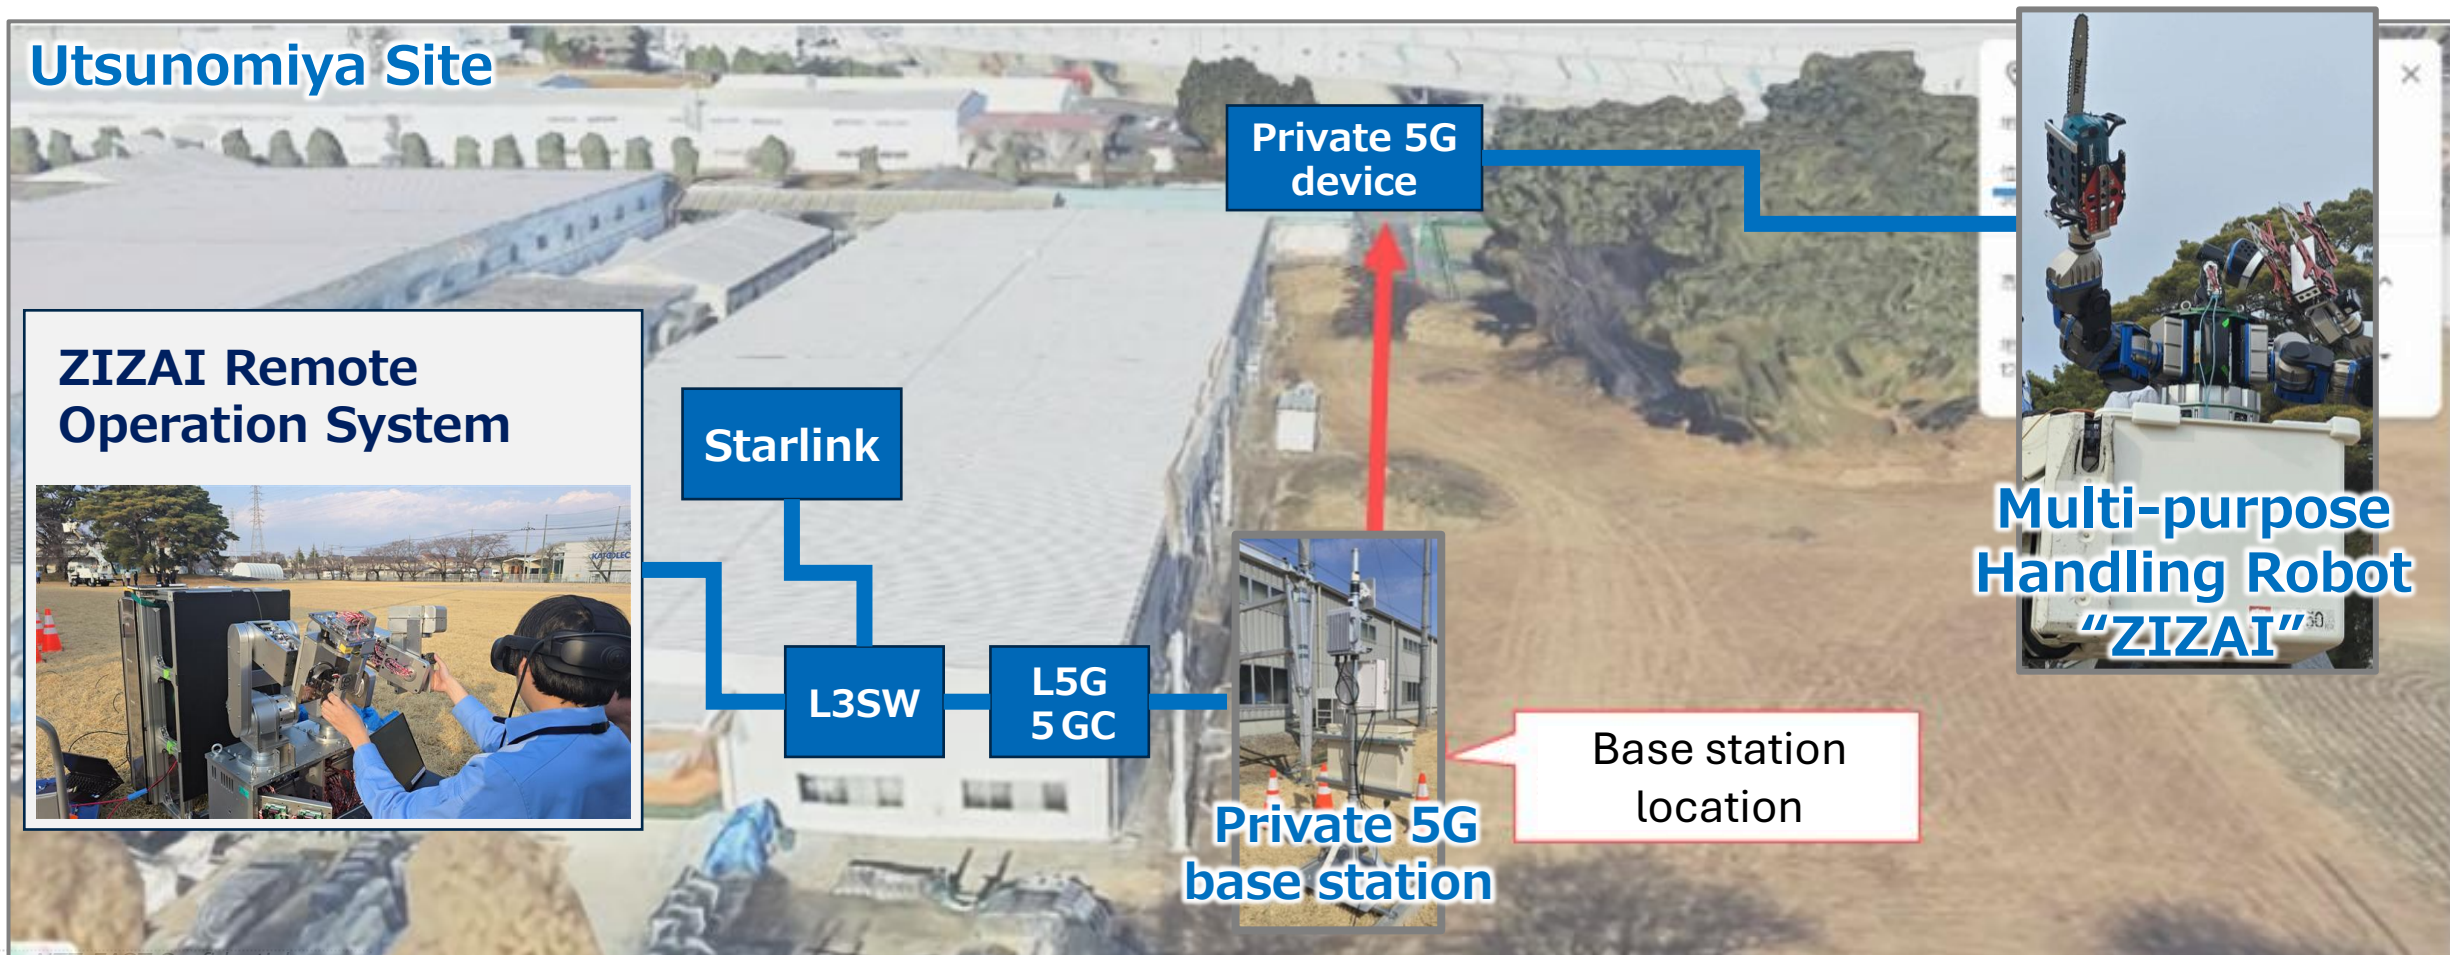 Utsunomiya Site
Private 5G
device
ZIZAI Remote
Operation System
Starlink
L3SW
L5G
5GC
Private 5G
base station
Base station
location
Multi-purpose
Handling Robot
“ZIZAI”